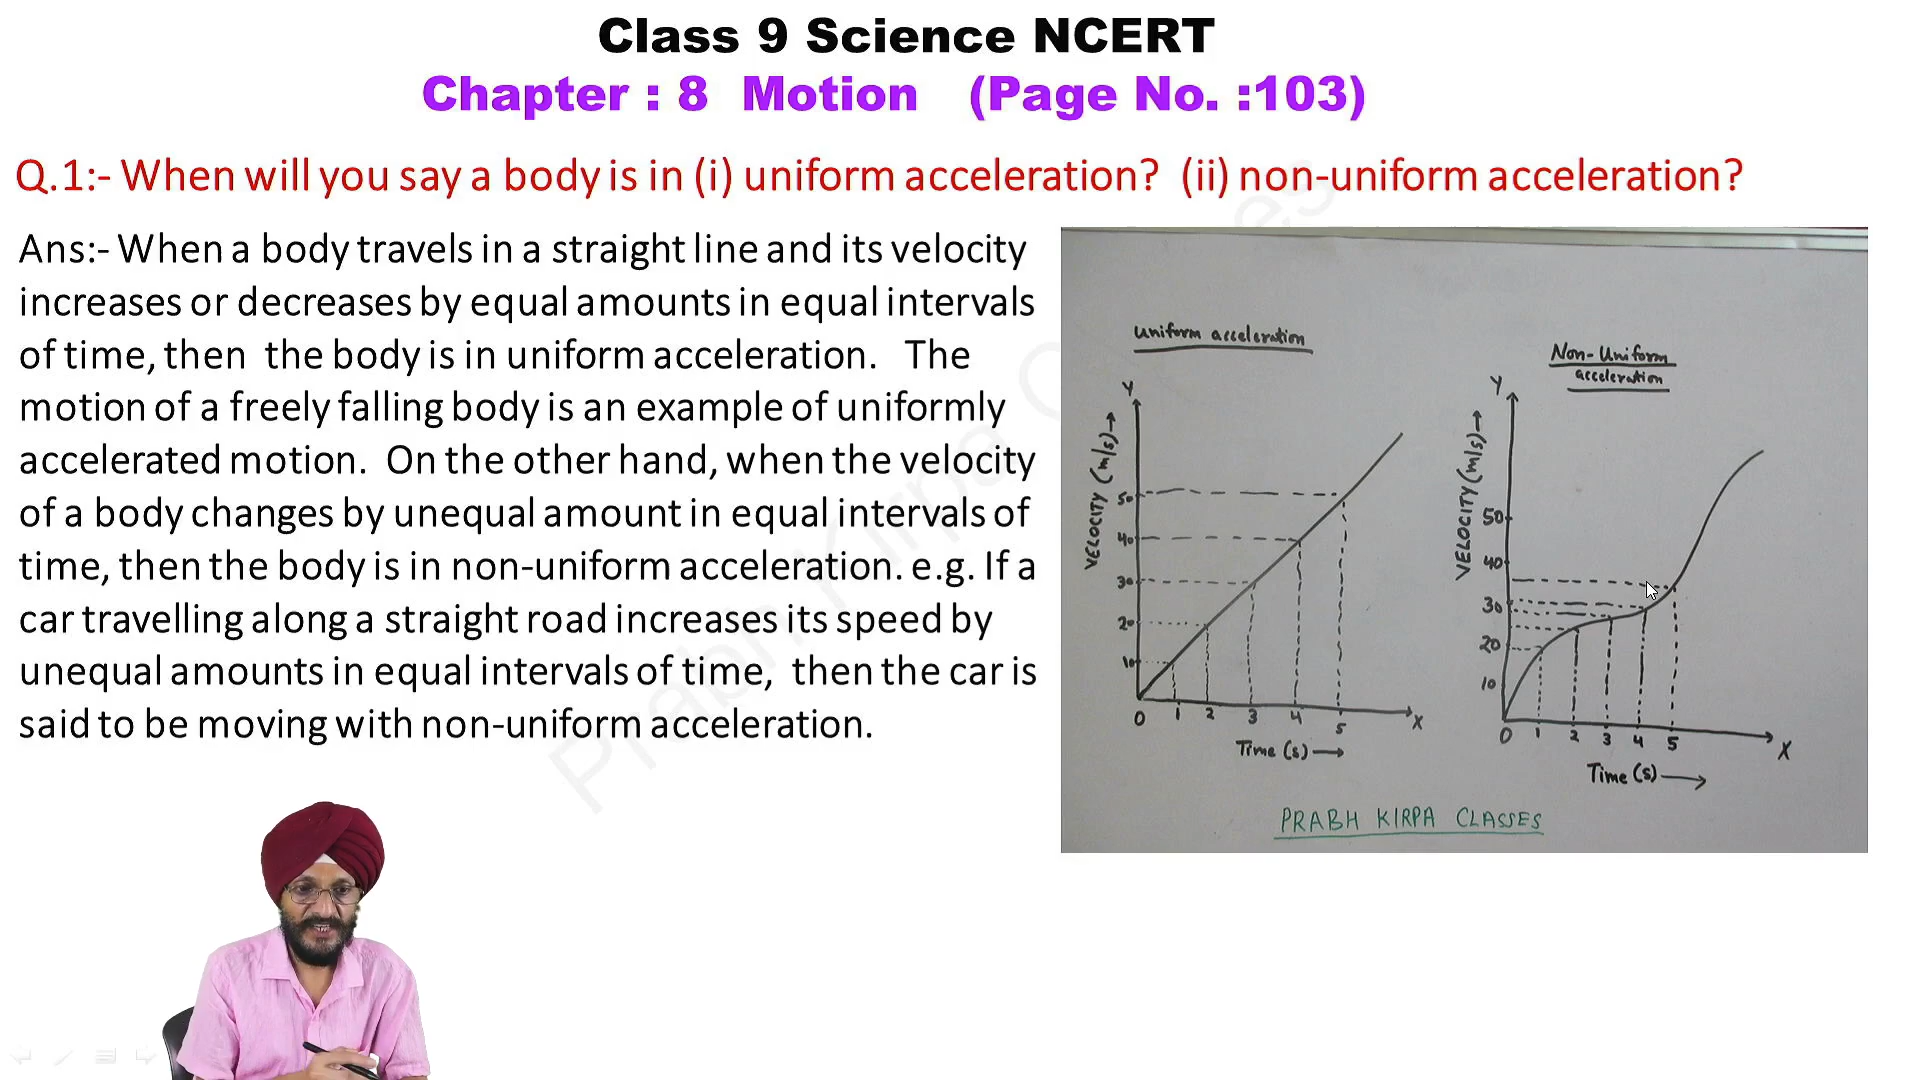 Class 9 Science NCERT
Chapter : 8 Motion (Page No. :103)
Q.1:- When will you say a body is in (i) uniform acceleration? (ii) non-uniform acceleration?
Ans:- When a body travels in a straight line and its velocity
increases or decreases by equal amounts in equal intervals
of time, then the body is in uniform acceleration. The
motion of a freely falling body is an example of uniformly
accelerated motion. On the other hand, when the velocity
of a body changes by unequal amount in equal intervals of
time, then the body is in non-uniform acceleration. e.g. If a
car travelling along a straight road increases its speed by
unequal amounts in equal intervals of time, then the car is
said to be moving with non-uniform acceleration.
Uniform acceleration
Y
VELOCITY (m/s)→
50
40
30
20
10
0 1 2 3 4 5 X
Time (s)→
Non-Uniform
acceleration
Y
VELOCITY (m/s)→
50
40
30
20
10
0 1 2 3 4 5 X
Time (s)→
PRABH KIRPA CLASSES